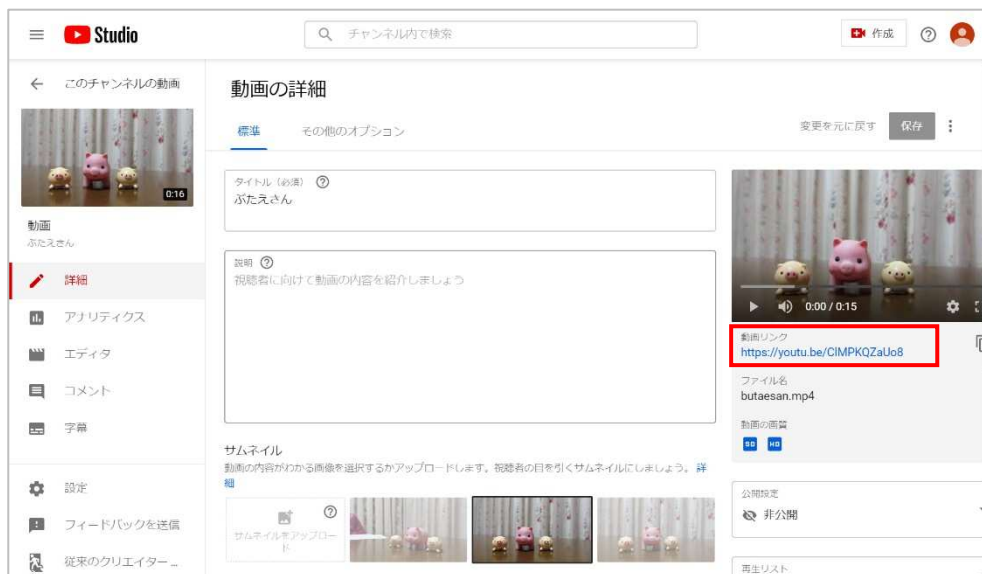 Studio
チャンネル内で検索
作成
このチャンネルの動画
0:16
動画
ぶたえさん
詳細
アナリティクス
エディタ
コメント
字幕
設定
フィードバックを送信
従来のクリエイター ...
動画の詳細
標準
その他のオプション
変更を元に戻す
保存
タイトル（必須）
ぶたえさん
説明
視聴者に向けて動画の内容を紹介しましょう
サムネイル
動画の内容がわかる画像を選択するかアップロードします。視聴者の目を引くサムネイルにしましょう。詳
細
サムネイルをアップロー
ド
0:00 / 0:15
動画リンク
https://youtu.be/ClMPKQZaUo8
ファイル名
butaesan.mp4
動画の画質
SD HD
公開設定
非公開
再生リスト